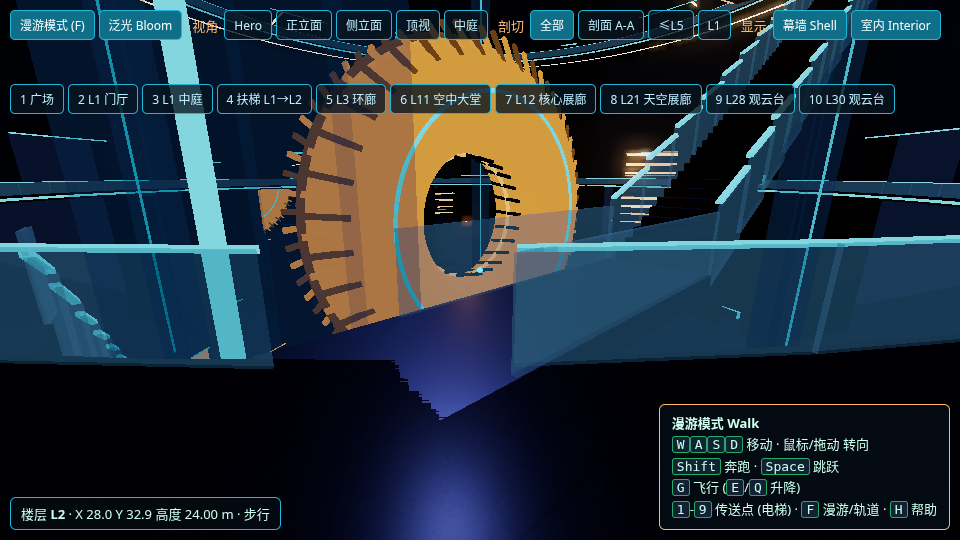 漫游模式 (F) 泛光 Bloom 视角 Hero 正立面 侧立面 顶视 中庭 剖切 全部 剖面 A-A ≤L5 L1 显示 幕墙 Shell 室内 Interior
1 广场 2 L1 门厅 3 L1 中庭 4 扶梯 L1→L2 5 L3 环廊 6 L11 空中大堂 7 L12 核心展廊 8 L21 天空展廊 9 L28 观云台 10 L30 观云台
漫游模式 Walk
W A S D 移动 · 鼠标/拖动 转向
Shift 奔跑 · Space 跳跃
G 飞行 (E/Q 升降)
1-9 传送点 (电梯) · F 漫游/轨道 · H 帮助
楼层 L2 · X 28.0 Y 32.9 高度 24.00 m · 步行